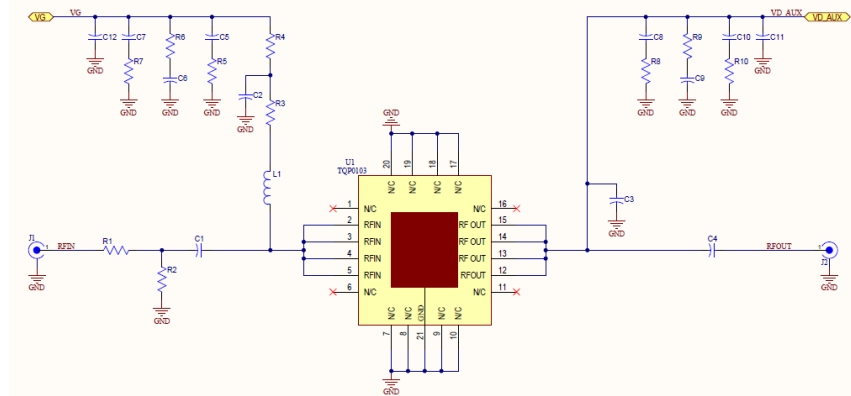 VG VG VD_AUX VD_AUX
C12 C7 R6 C5 R4 C8 R9 C10 C11
GND R7 C6 R5 C2 R3 R8 C9 R10 GND
GND GND GND GND GND GND GND
GND
U1
TQP0103
20 19 18 17
N/C N/C N/C N/C
L1
1 N/C N/C 16
2 RFIN RF OUT 15
3 RFIN RF OUT 14
4 RFIN RF OUT 13
5 RFIN RFOUT 12
6 N/C N/C 11
C3
GND
J1 1 RFIN R1 C1 C4 RFOUT 1 J2
R2
GND GND GND
N/C N/C GND N/C N/C
7 8 21 9 10
GND